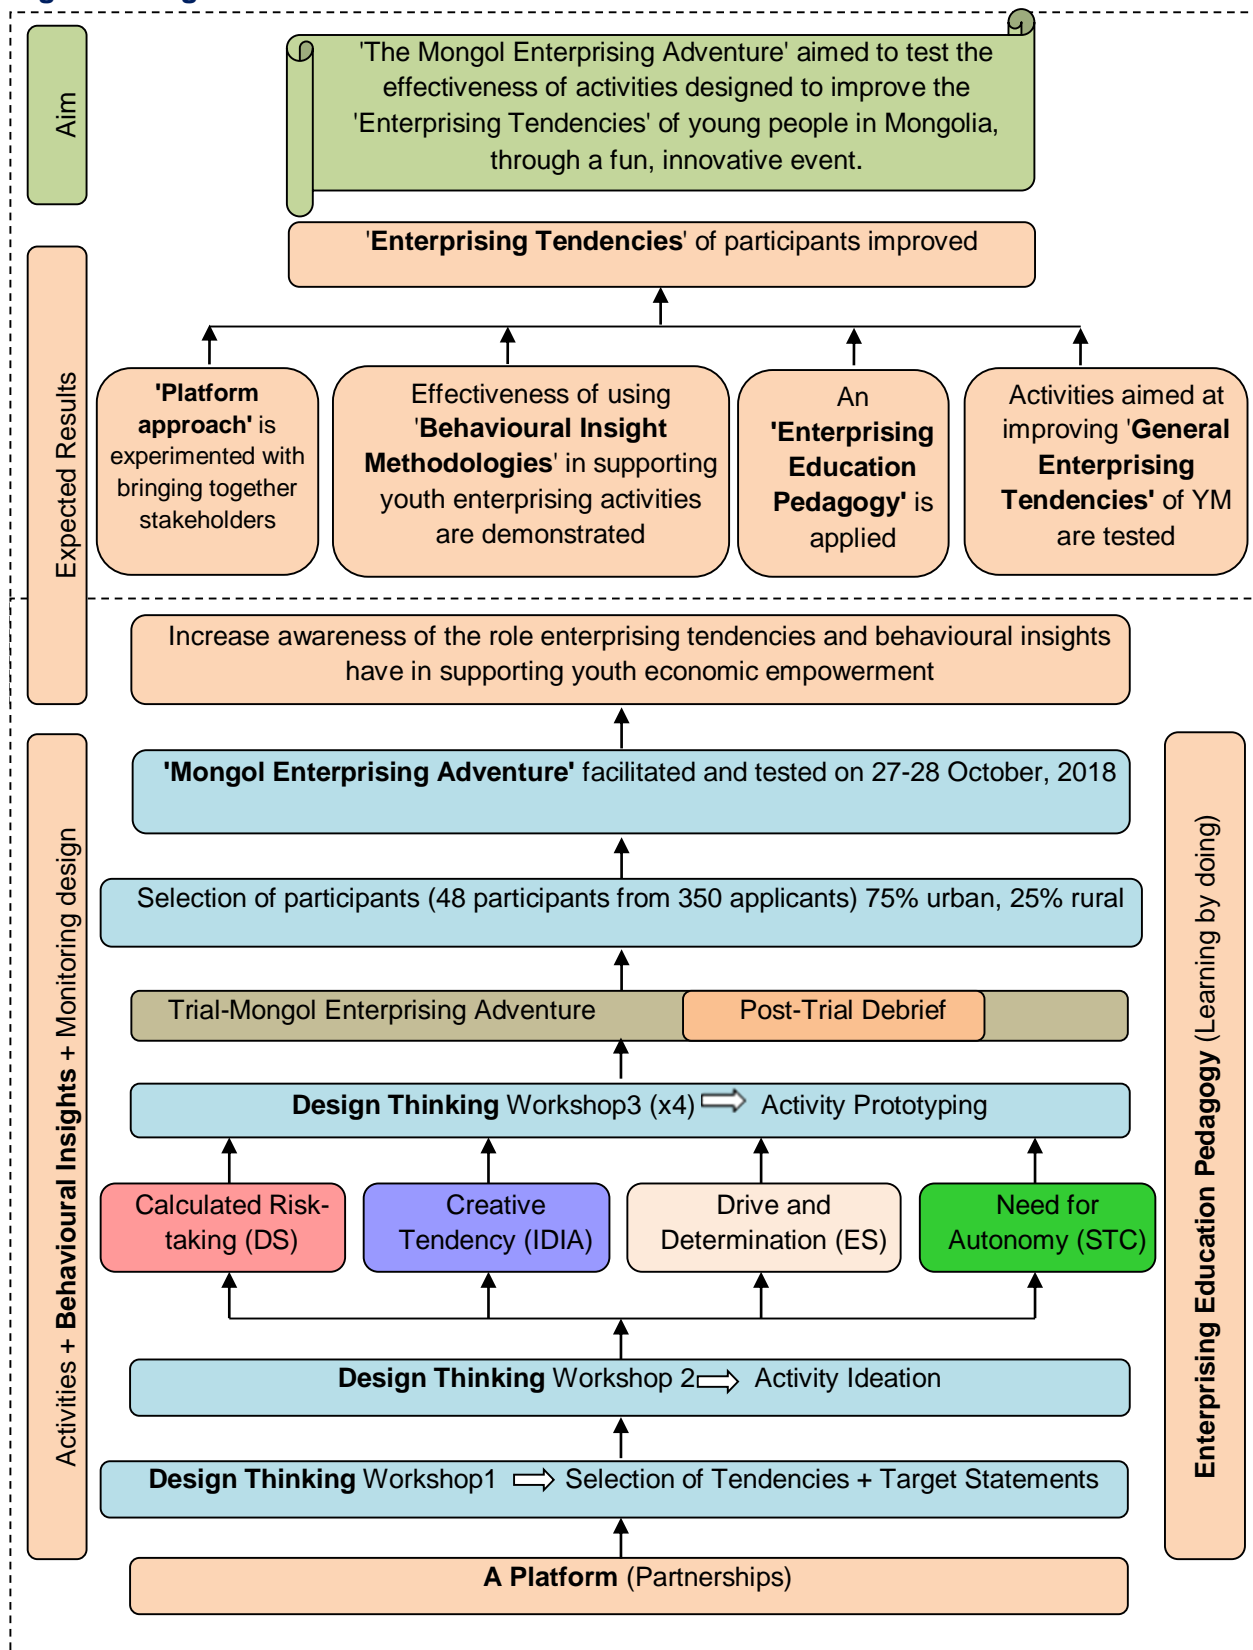 Aim
'The Mongol Enterprising Adventure' aimed to test the
effectiveness of activities designed to improve the
'Enterprising Tendencies' of young people in Mongolia,
through a fun, innovative event.
Expected Results
'Enterprising Tendencies' of participants improved
'Platform
approach' is
experimented with
bringing together
stakeholders
Effectiveness of using
'Behavioural Insight
Methodologies' in supporting
youth enterprising activities
are demonstrated
An
'Enterprising
Education
Pedagogy' is
applied
Activities aimed at
improving 'General
Enterprising
Tendencies' of YM
are tested
Increase awareness of the role enterprising tendencies and behavioural insights
have in supporting youth economic empowerment
Activities + Behavioural Insights + Monitoring design
'Mongol Enterprising Adventure' facilitated and tested on 27-28 October, 2018
Selection of participants (48 participants from 350 applicants) 75% urban, 25% rural
Trial-Mongol Enterprising Adventure
Post-Trial Debrief
Design Thinking Workshop3 (x4) Activity Prototyping
Calculated Risk-
taking (DS)
Creative
Tendency (IDIA)
Drive and
Determination (ES)
Need for
Autonomy (STC)
Design Thinking Workshop 2 Activity Ideation
Design Thinking Workshop1 Selection of Tendencies + Target Statements
A Platform (Partnerships)
Enterprising Education Pedagogy (Learning by doing)